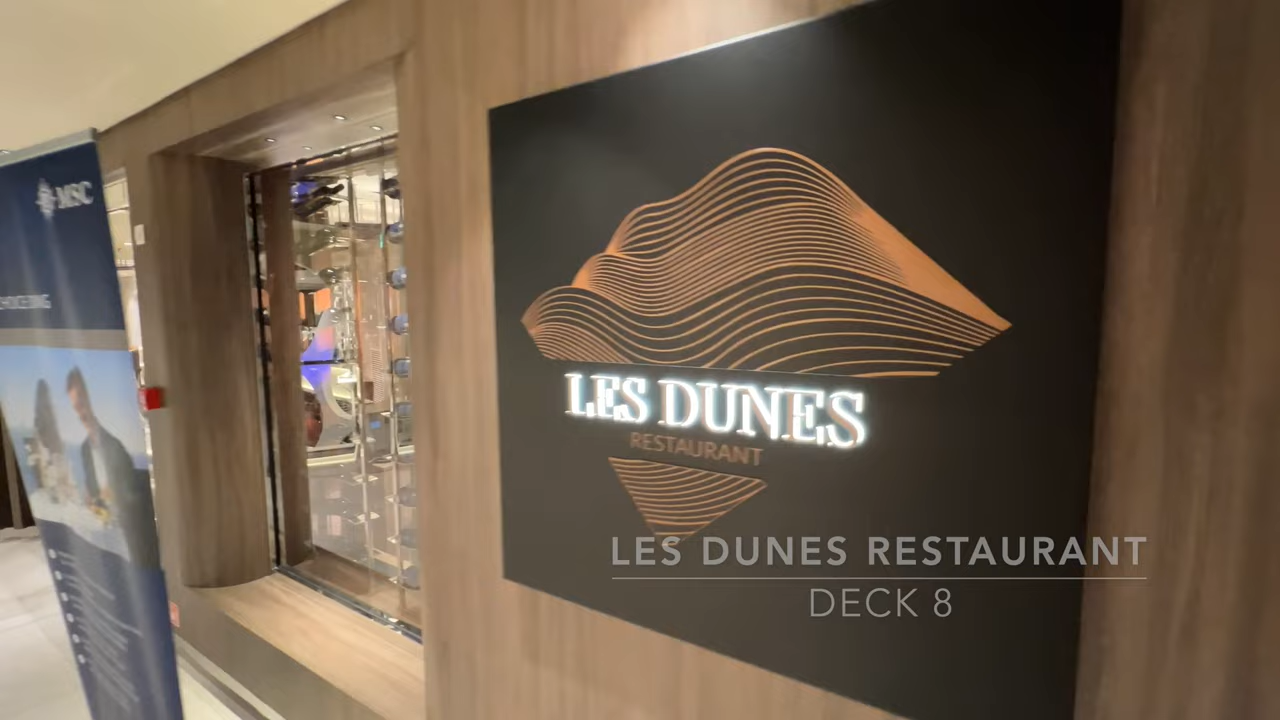 MSC
LES DUNES
RESTAURANT
LES DUNES RESTAURANT
DECK 8